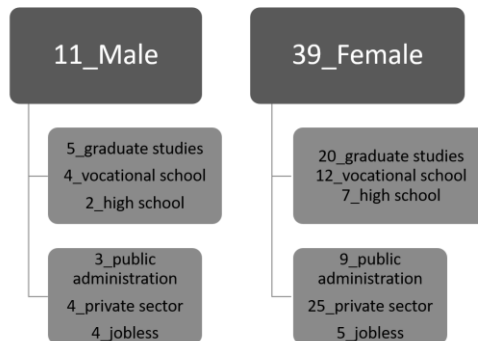 11_Male
5_graduate studies
4_vocational school
2_high school
3_public
administration
4_private sector
4_jobless
39_Female
20_graduate studies
12_vocational school
7_high school
9_public
administration
25_private sector
5_jobless